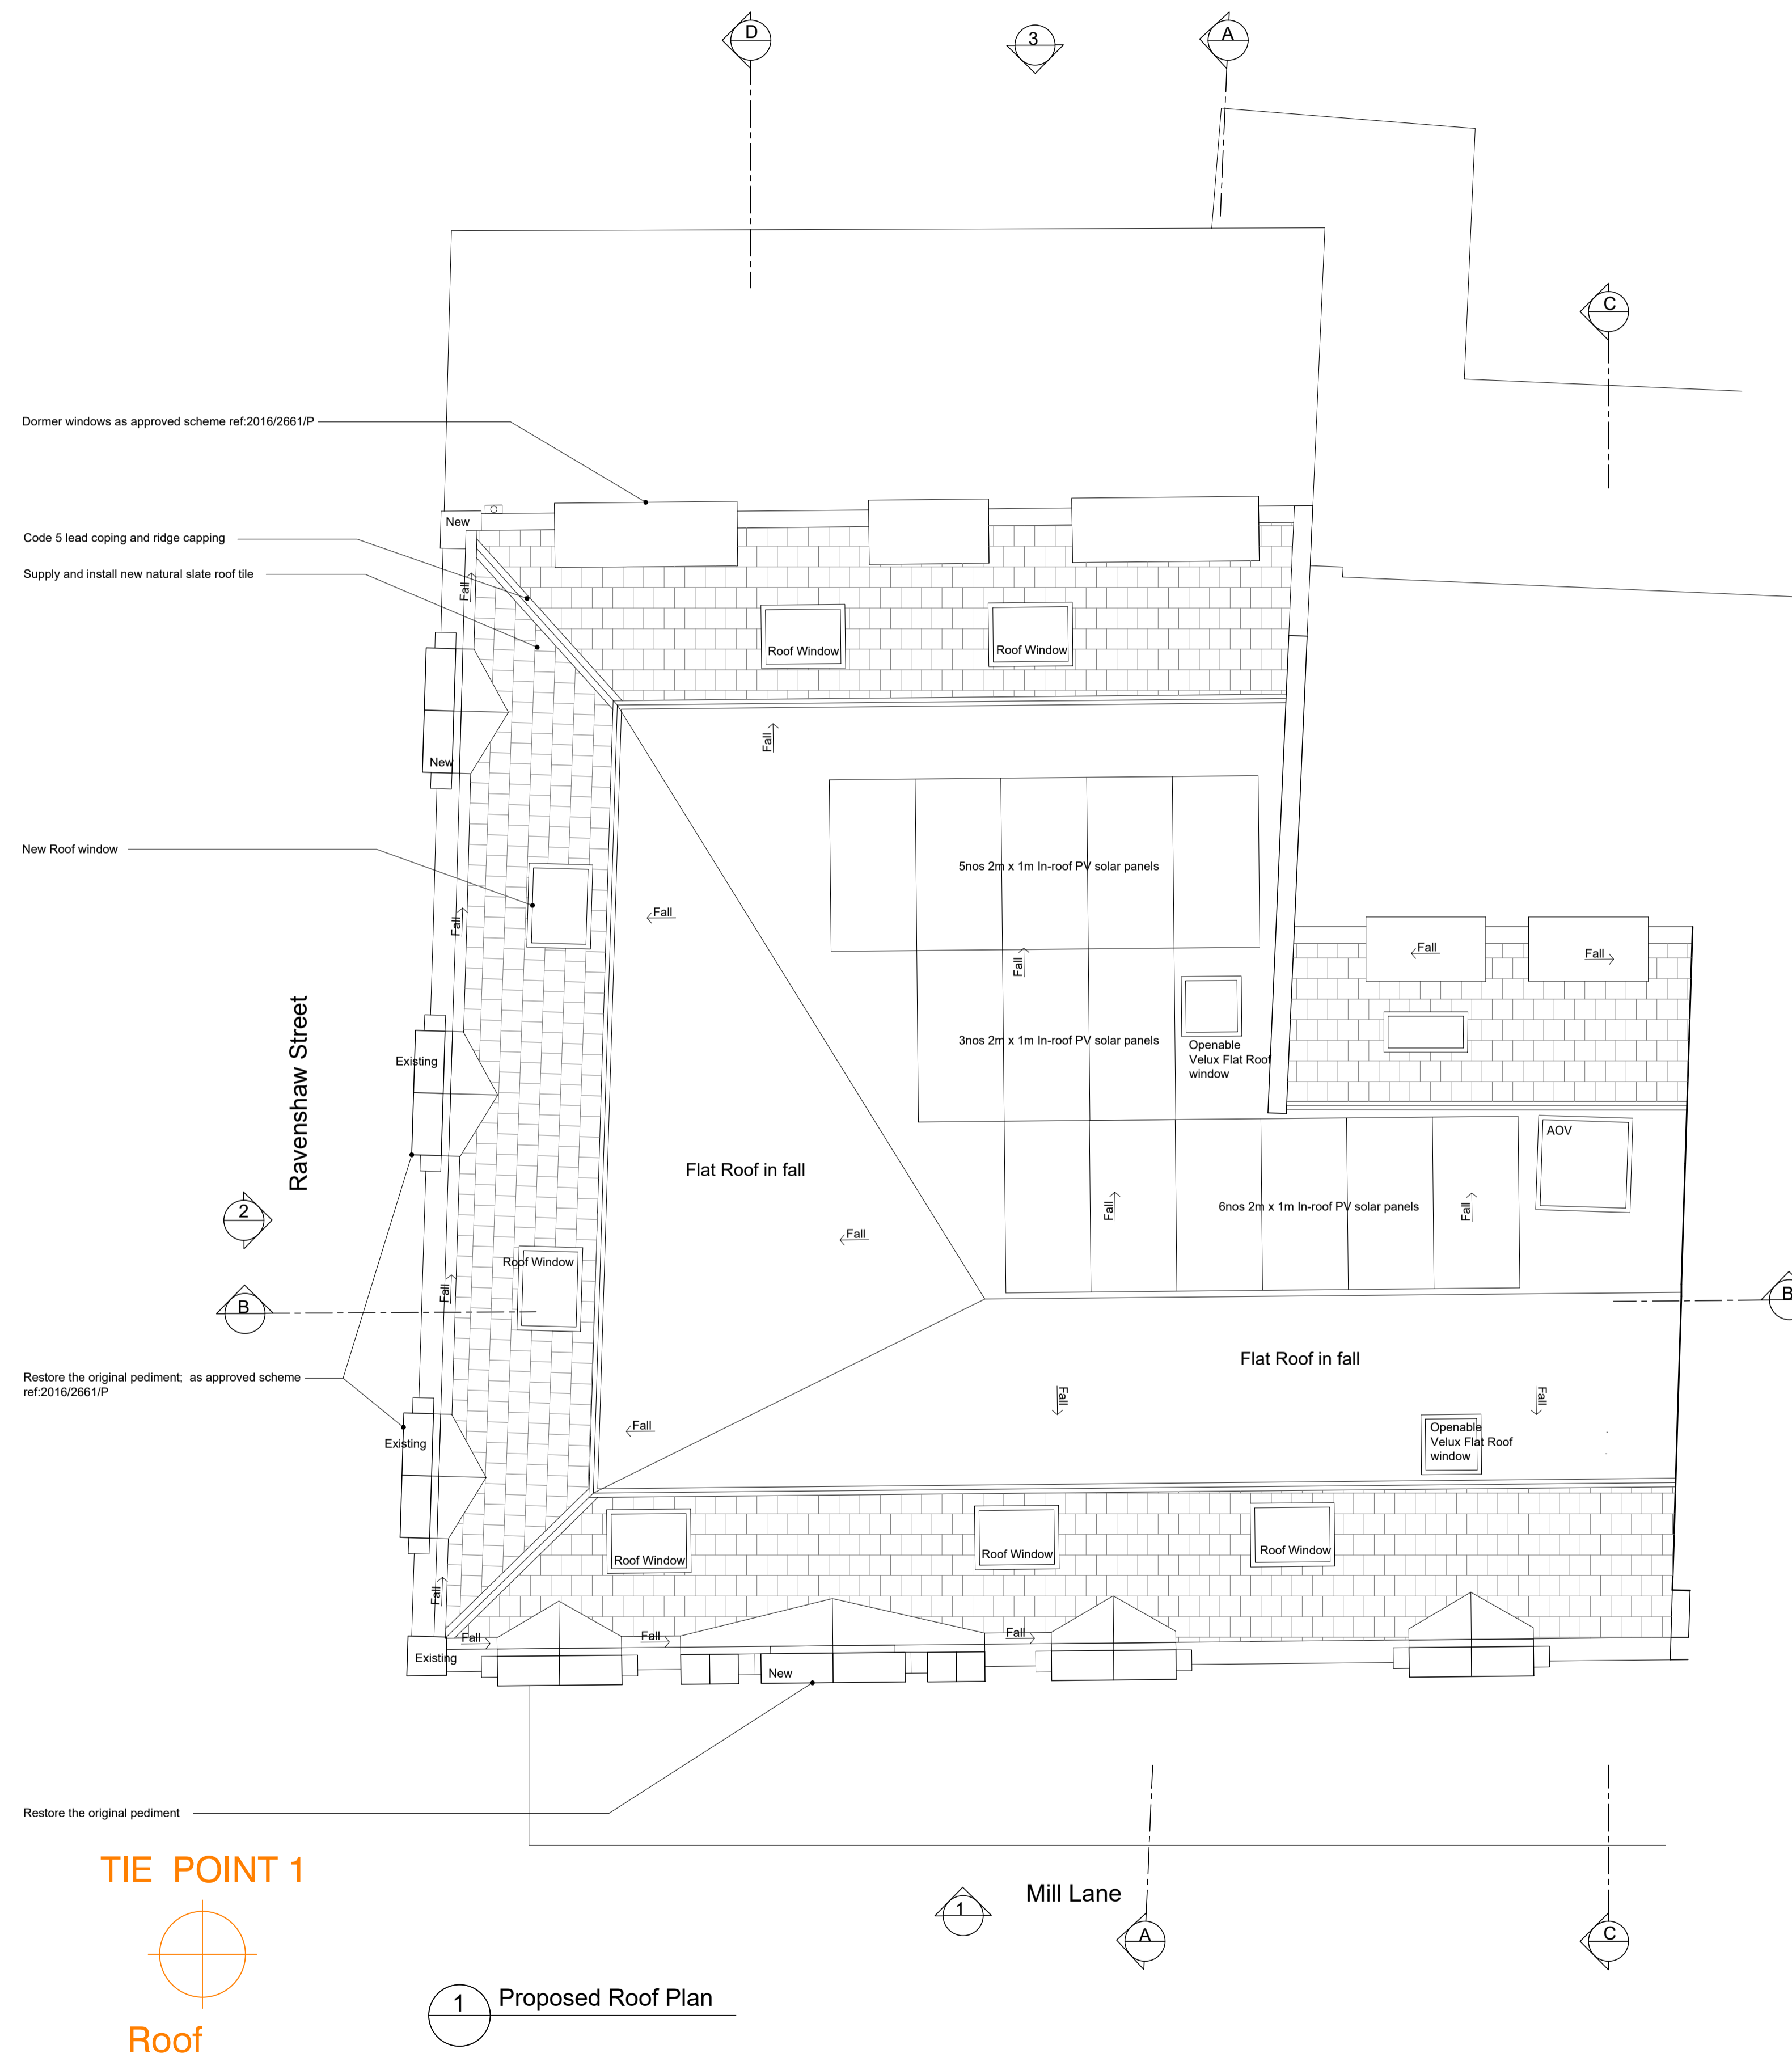 D
3
A
C
Dormer windows as approved scheme ref:2016/2661/P
New
Code 5 lead coping and ridge capping
Supply and install new natural slate roof tile
Fall
Roof Window
Roof Window
Fall
New
New Roof window
5nos 2m x 1m In-roof PV solar panels
Fall
Fall
Fall
Fall
Fall
Fall
Ravenshaw Street
Existing
3nos 2m x 1m In-roof PV solar panels
Openable
Velux Flat Roof
window
AOV
Flat Roof in fall
2
6nos 2m x 1m In-roof PV solar panels
Fall
Fall
Fall
Roof Window
Fall
B
B
Flat Roof in fall
Restore the original pediment; as approved scheme
ref:2016/2661/P
Fall
Fall
Fall
Existing
Openable
Velux Flat Roof
window
Roof Window
Roof Window
Roof Window
Fall
Fall
Fall
Fall
Existing
New
Restore the original pediment
TIE POINT 1
Mill Lane
1
A
C
1
Proposed Roof Plan
Roof